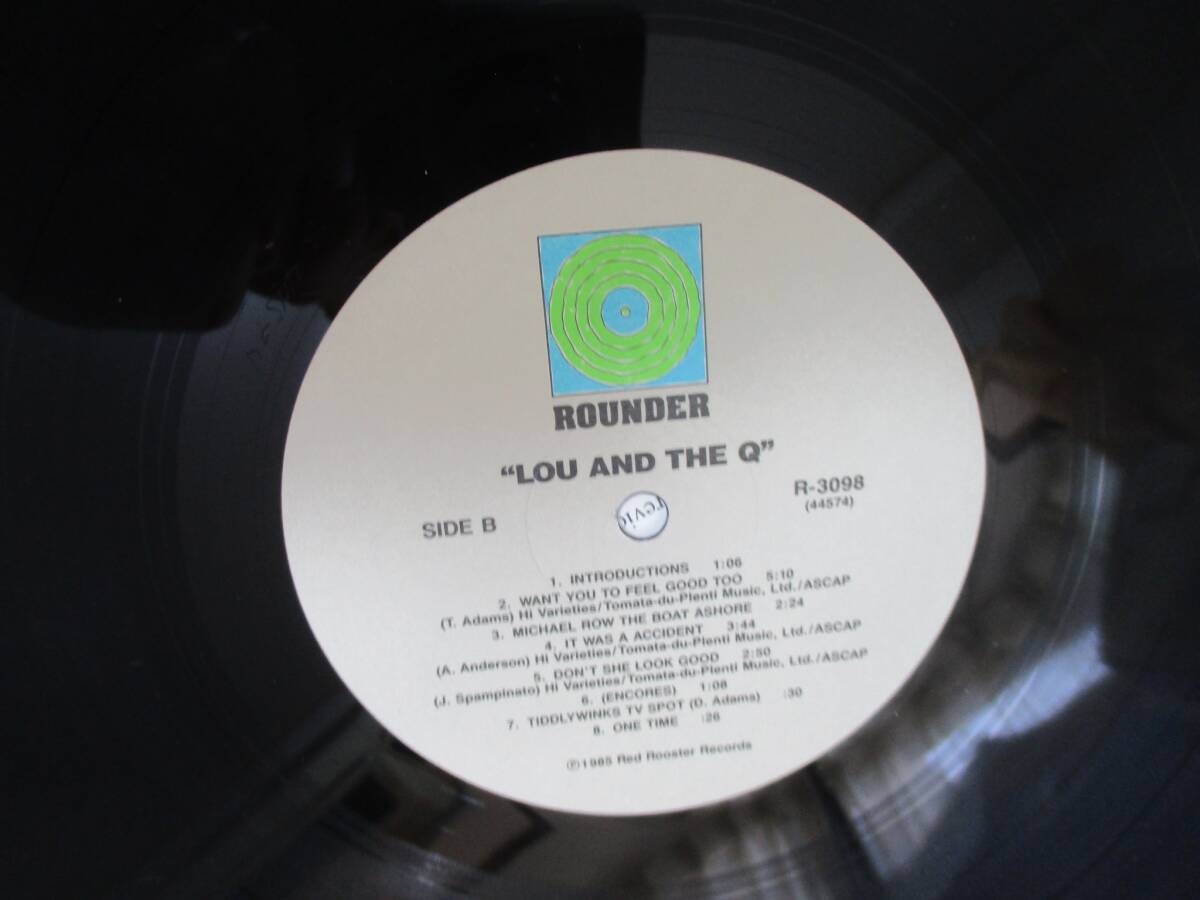 ROUNDER
“LOU AND THE Q”
SIDE B
R-3098
(44574)
revie
1. INTRODUCTIONS 1:06
2. WANT YOU TO FEEL GOOD TOO 5:10
(T. Adams) Hi Varieties/Tomata-du-Plenti Music, Ltd./ASCAP
3. MICHAEL ROW THE BOAT ASHORE 2:24
4. IT WAS A ACCIDENT 3:44
(A. Anderson) Hi Varieties/Tomata-du-Plenti Music, Ltd./ASCAP
5. DON'T SHE LOOK GOOD 2:50
(J. Spampinato) Hi Varieties/Tomata-du-Plenti Music, Ltd./ASCAP
6. (ENCORES) 1:08
7. TIDDLYWINKS TV SPOT (D. Adams) :30
8. ONE TIME :26
Ⓟ1985 Red Rooster Records